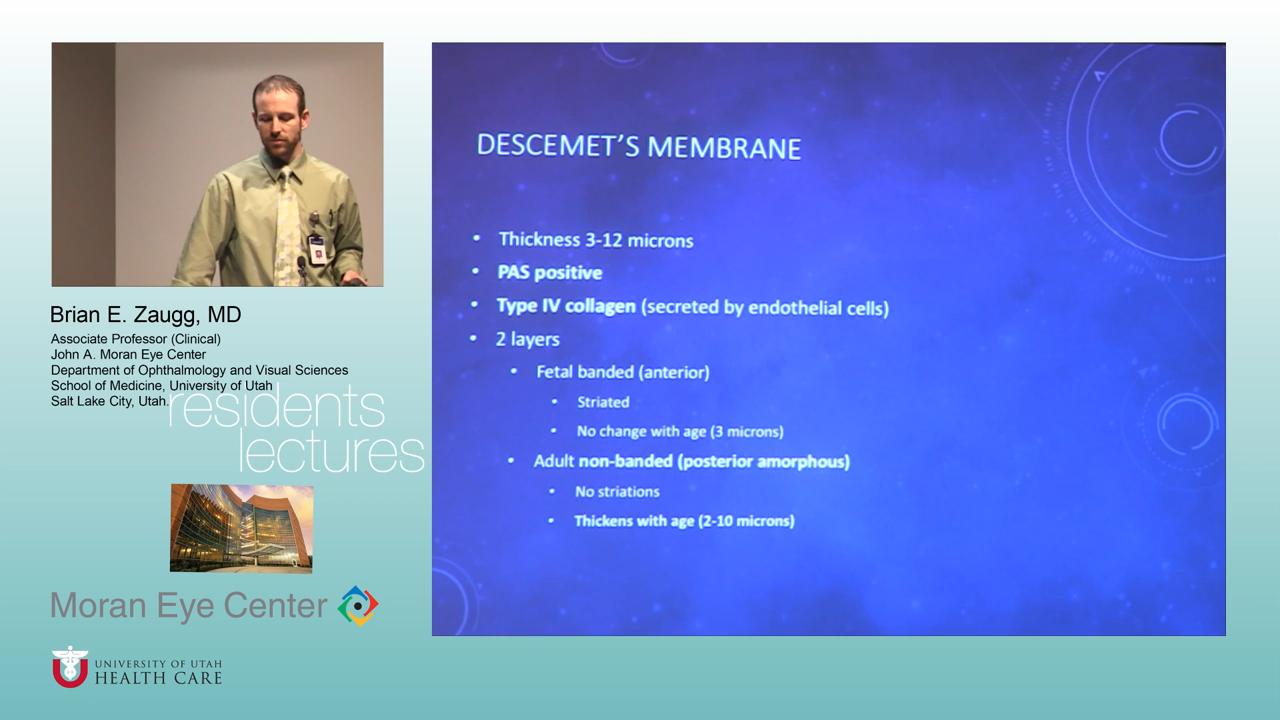 DESCEMET'S MEMBRANE
• Thickness 3-12 microns
• PAS positive
• Type IV collagen (secreted by endothelial cells)
• 2 layers
• Fetal banded (anterior)
• Striated
• No change with age (3 microns)
• Adult non-banded (posterior amorphous)
• No striations
• Thickens with age (2-10 microns)
Brian E. Zaugg, MD
Associate Professor (Clinical)
John A. Moran Eye Center
Department of Ophthalmology and Visual Sciences
School of Medicine, University of Utah
Salt Lake City, Utah.
residents
lectures
Moran Eye Center
UNIVERSITY OF UTAH
HEALTH CARE